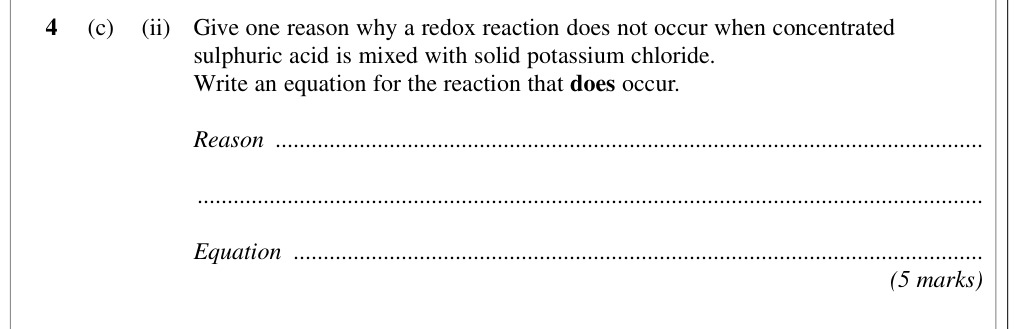 4 (c) (ii) Give one reason why a redox reaction does not occur when concentrated
sulphuric acid is mixed with solid potassium chloride.
Write an equation for the reaction that does occur.
Reason ......................................................................................................................
...................................................................................................................................
Equation ...................................................................................................................
(5 marks)